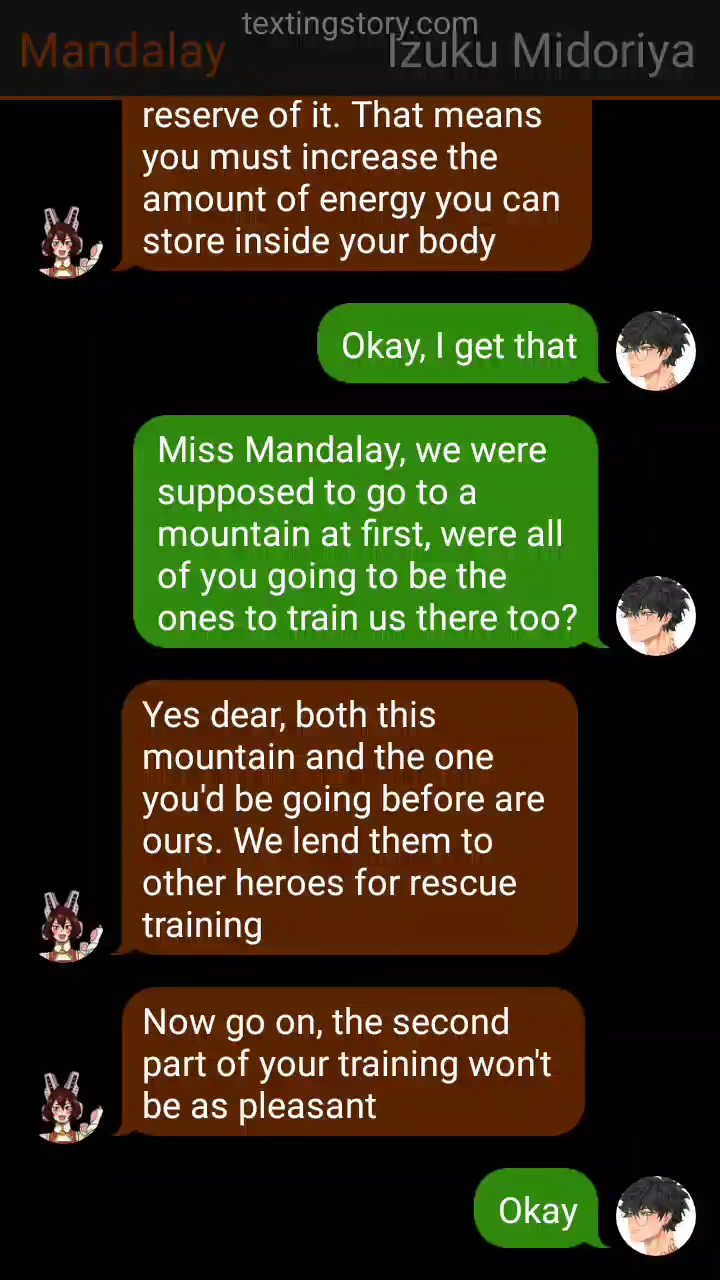 textingstory.com
Mandalay
Izuku Midoriya
reserve of it. That means
you must increase the
amount of energy you can
store inside your body
Okay, I get that
Miss Mandalay, we were
supposed to go to a
mountain at first, were all
of you going to be the
ones to train us there too?
Yes dear, both this
mountain and the one
you'd be going before are
ours. We lend them to
other heroes for rescue
training
Now go on, the second
part of your training won't
be as pleasant
Okay